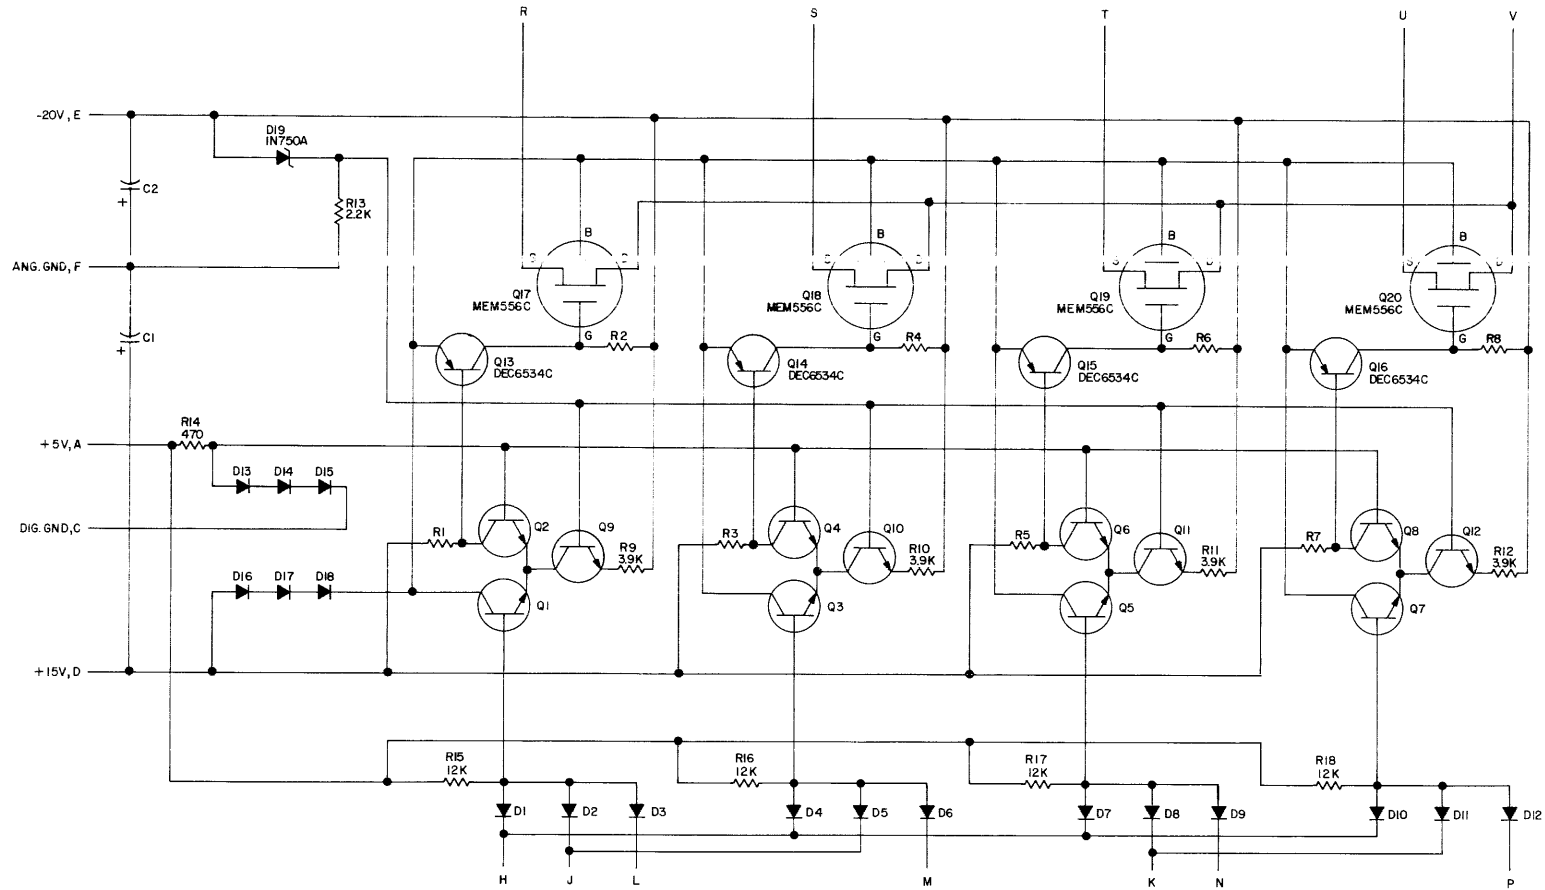 R S T U V
-20V, E
D19
IN750A
C2
+
R13
2.2K
B B B B
ANG. GND, F
S D S D
Q17
MEM556C
Q18
MEM556C
Q19
MEM556C
Q20
MEM556C
C1
+
G R2 G R4 G R6 G R8
Q13
DEC6534C
Q14
DEC6534C
Q15
DEC6534C
Q16
DEC6534C
R14
470
+5V, A
D13 D14 D15
DIG. GND, C
R1 Q2 Q9 R3 Q4 Q10 R5 Q6 Q11 R7 Q8 Q12
R9
3.9K
R10
3.9K
R11
3.9K
R12
3.9K
D16 D17 D18
Q1 Q3 Q5 Q7
+15V, D
R15
12K
R16
12K
R17
12K
R18
12K
D1 D2 D3 D4 D5 D6 D7 D8 D9 D10 D11 D12
H J L M K N P